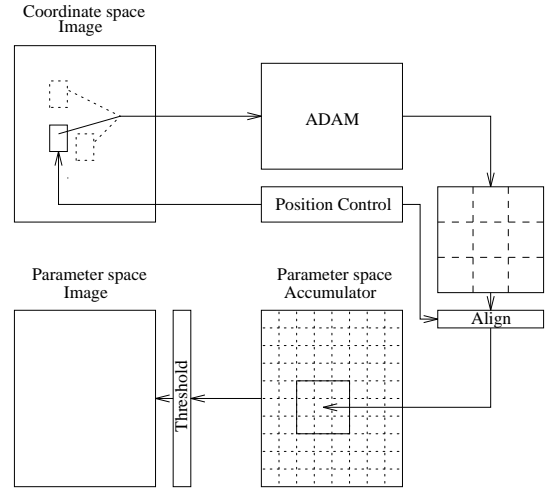 Coordinate space
Image
ADAM
Position Control
Parameter space
Image
Parameter space
Accumulator
Align
Threshold